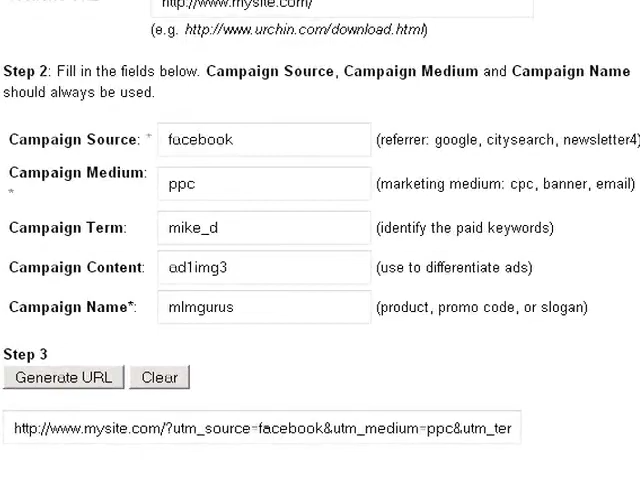 http://www.mysite.com/
(e.g. http://www.urchin.com/download.html)
Step 2: Fill in the fields below. Campaign Source, Campaign Medium and Campaign Name
should always be used.
Campaign Source: * facebook (referrer: google, citysearch, newsletter4)
Campaign Medium: * ppc (marketing medium: cpc, banner, email)
Campaign Term: mike_d (identify the paid keywords)
Campaign Content: ad1img3 (use to differentiate ads)
Campaign Name*: mlmgurus (product, promo code, or slogan)
Step 3
Generate URL Clear
http://www.mysite.com/?utm_source=facebook&utm_medium=ppc&utm_ter